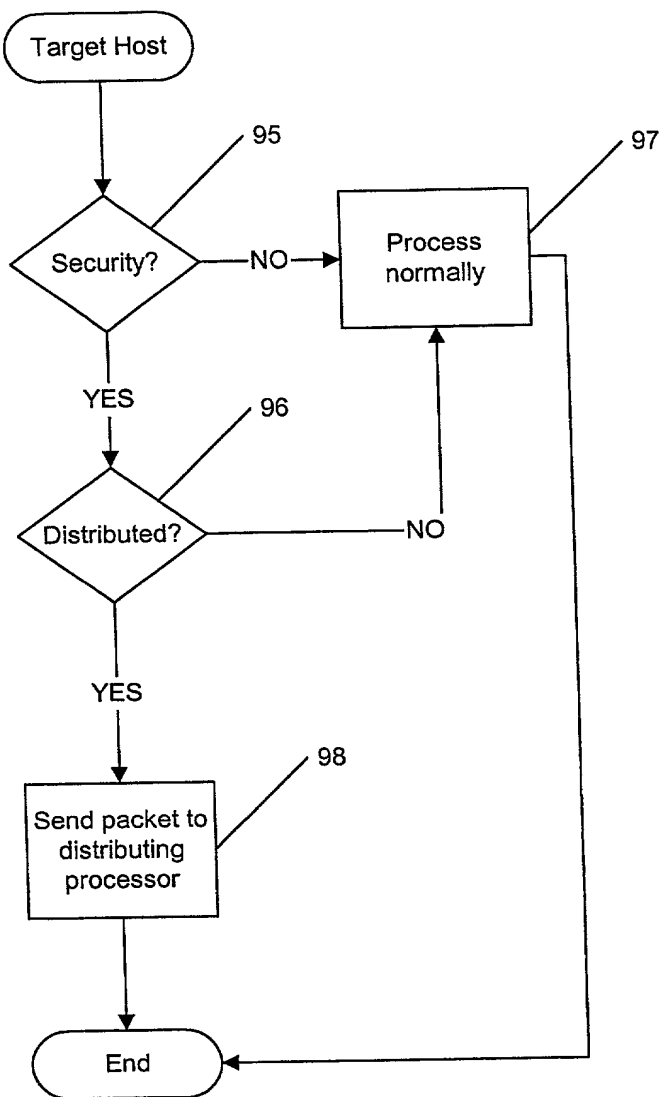 Target Host
95
97
Security?
NO
Process
normally
YES
96
Distributed?
NO
YES
98
Send packet to
distributing
processor
End